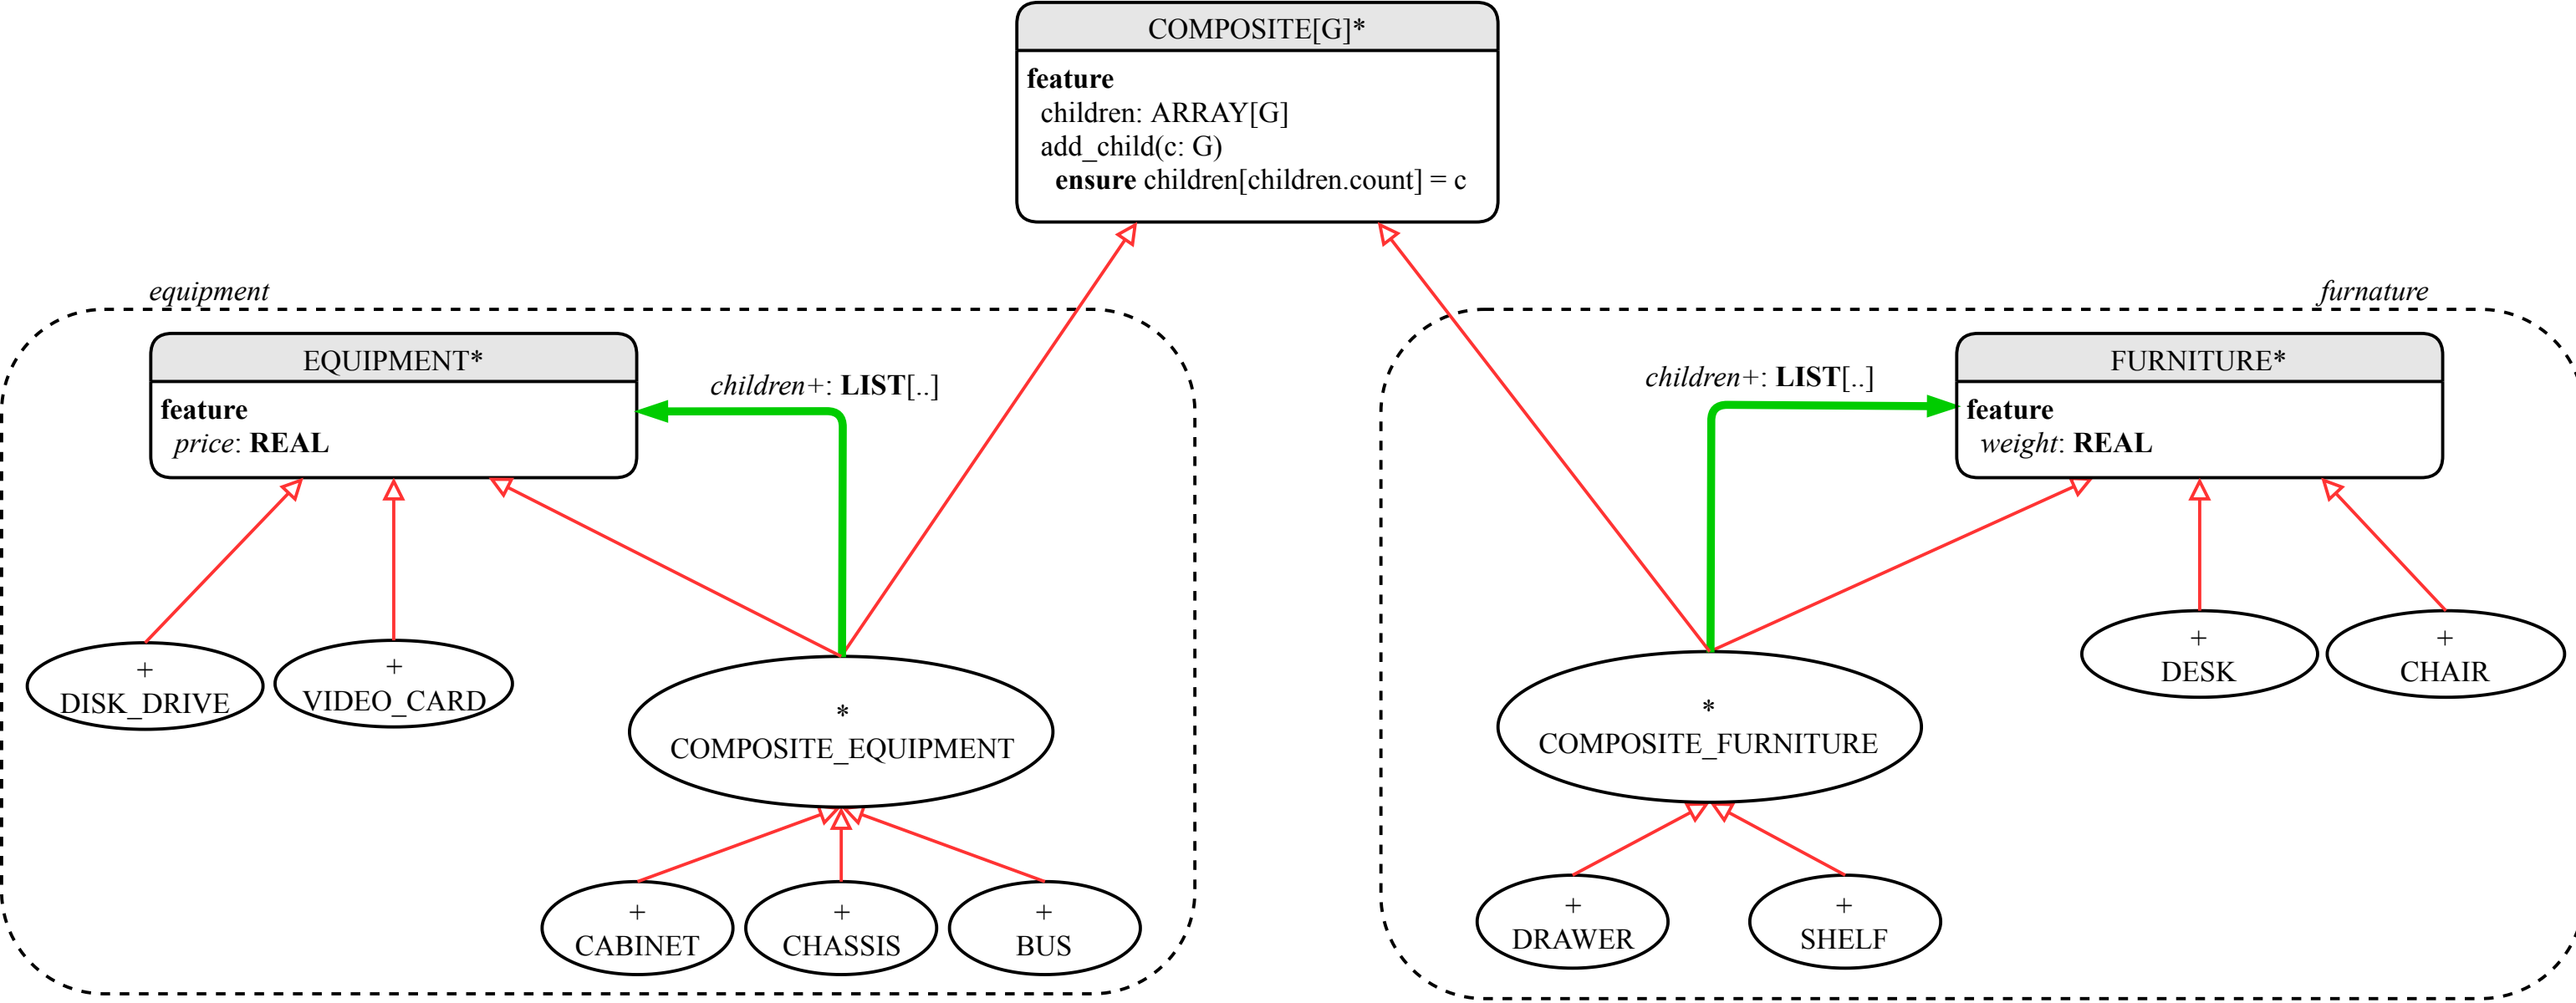 COMPOSITE[G]*
feature
children: ARRAY[G]
add_child(c: G)
ensure children[children.count] = c
equipment
furnature
EQUIPMENT*
feature
price: REAL
children+: LIST[..]
children+: LIST[..]
FURNITURE*
feature
weight: REAL
+
DISK_DRIVE
+
VIDEO_CARD
*
COMPOSITE_EQUIPMENT
*
COMPOSITE_FURNITURE
+
DESK
+
CHAIR
+
CABINET
+
CHASSIS
+
BUS
+
DRAWER
+
SHELF